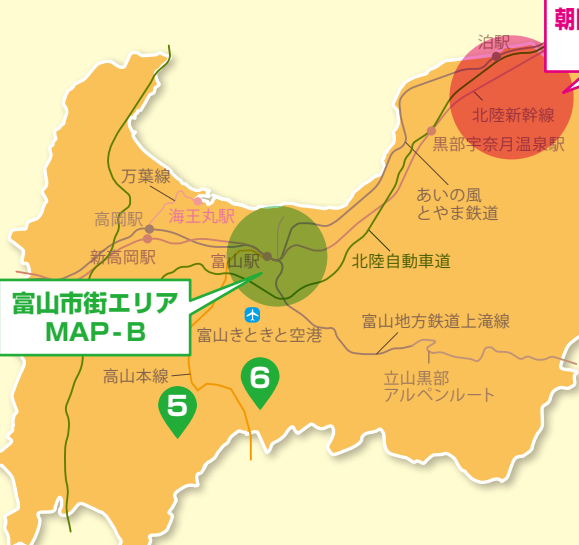 朝
泊駅
北陸新幹線
黒部宇奈月温泉駅
万葉線
あいの風
とやま鉄道
高岡駅
海王丸駅
新高岡駅
富山駅
北陸自動車道
富山市街エリア
MAP-B
富山きときと空港
富山地方鉄道上滝線
高山本線
立山黒部
アルペンルート
5
6